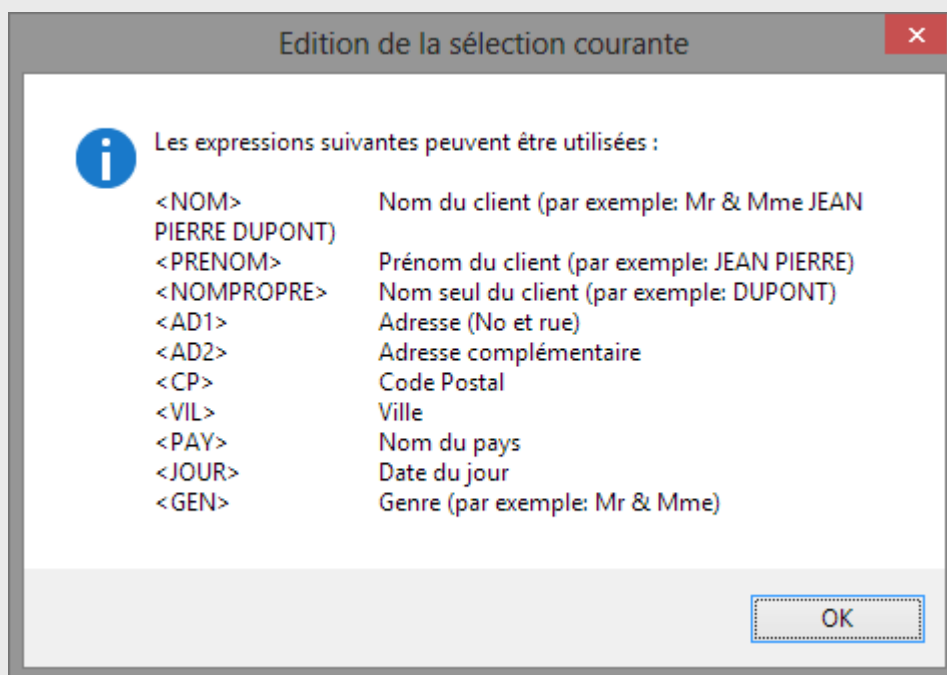 Edition de la sélection courante
Les expressions suivantes peuvent être utilisées :
<NOM> Nom du client (par exemple: Mr & Mme JEAN
PIERRE DUPONT)
<PRENOM> Prénom du client (par exemple: JEAN PIERRE)
<NOMPROPRE> Nom seul du client (par exemple: DUPONT)
<AD1> Adresse (No et rue)
<AD2> Adresse complémentaire
<CP> Code Postal
<VIL> Ville
<PAY> Nom du pays
<JOUR> Date du jour
<GEN> Genre (par exemple: Mr & Mme)
OK